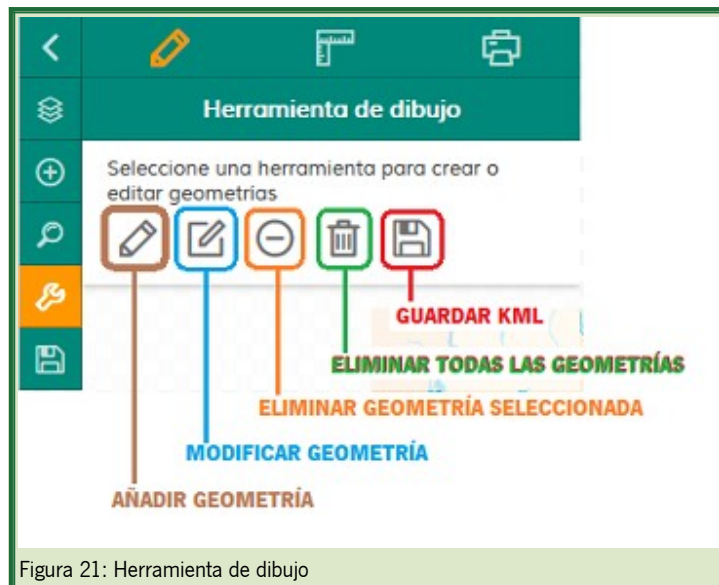 Herramienta de dibujo
Seleccione una herramienta para crear o
editar geometrias
GUARDAR KML
ELIMINAR TODAS LAS GEOMETRÍAS
ELIMINAR GEOMETRÍA SELECCIONADA
MODIFICAR GEOMETRÍA
AÑADIR GEOMETRÍA
Figura 21: Herramienta de dibujo